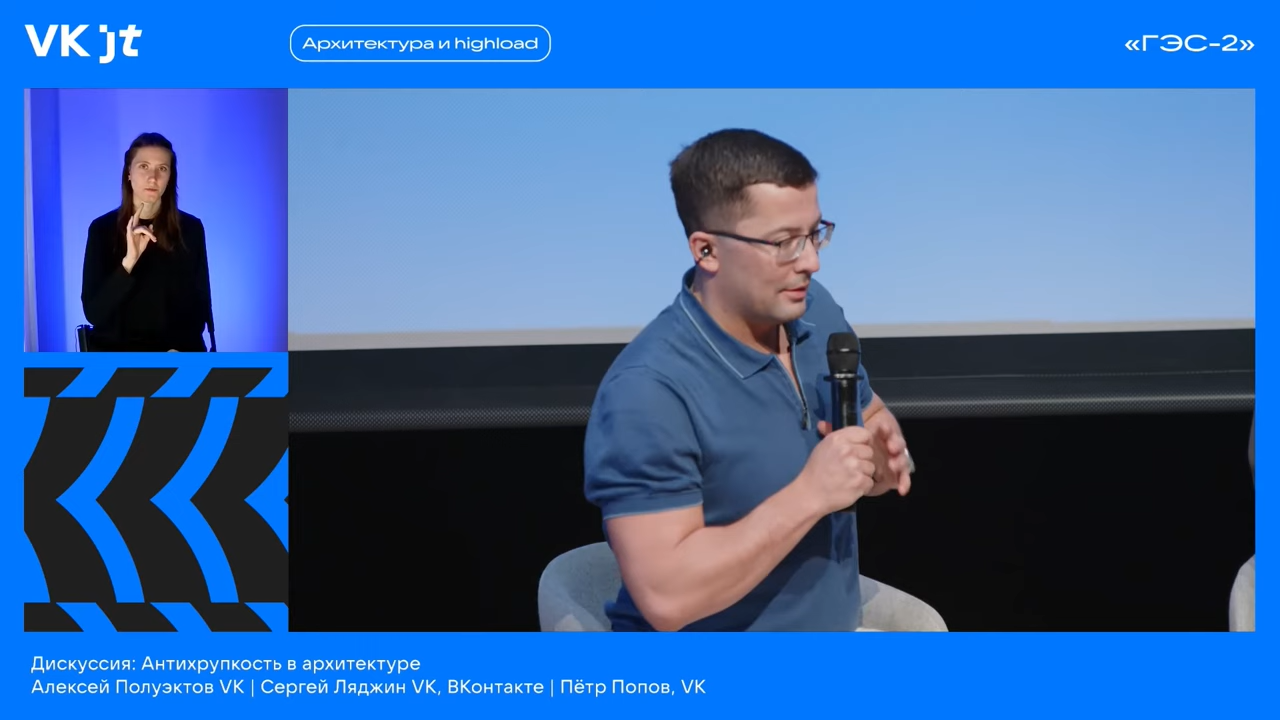 VK jt
Архитектура и highload
«ГЭС-2»
Дискуссия: Антихрупкость в архитектуре
Алексей Полуэктов VK | Сергей Ляджин VK, ВКонтакте | Пётр Попов, VK